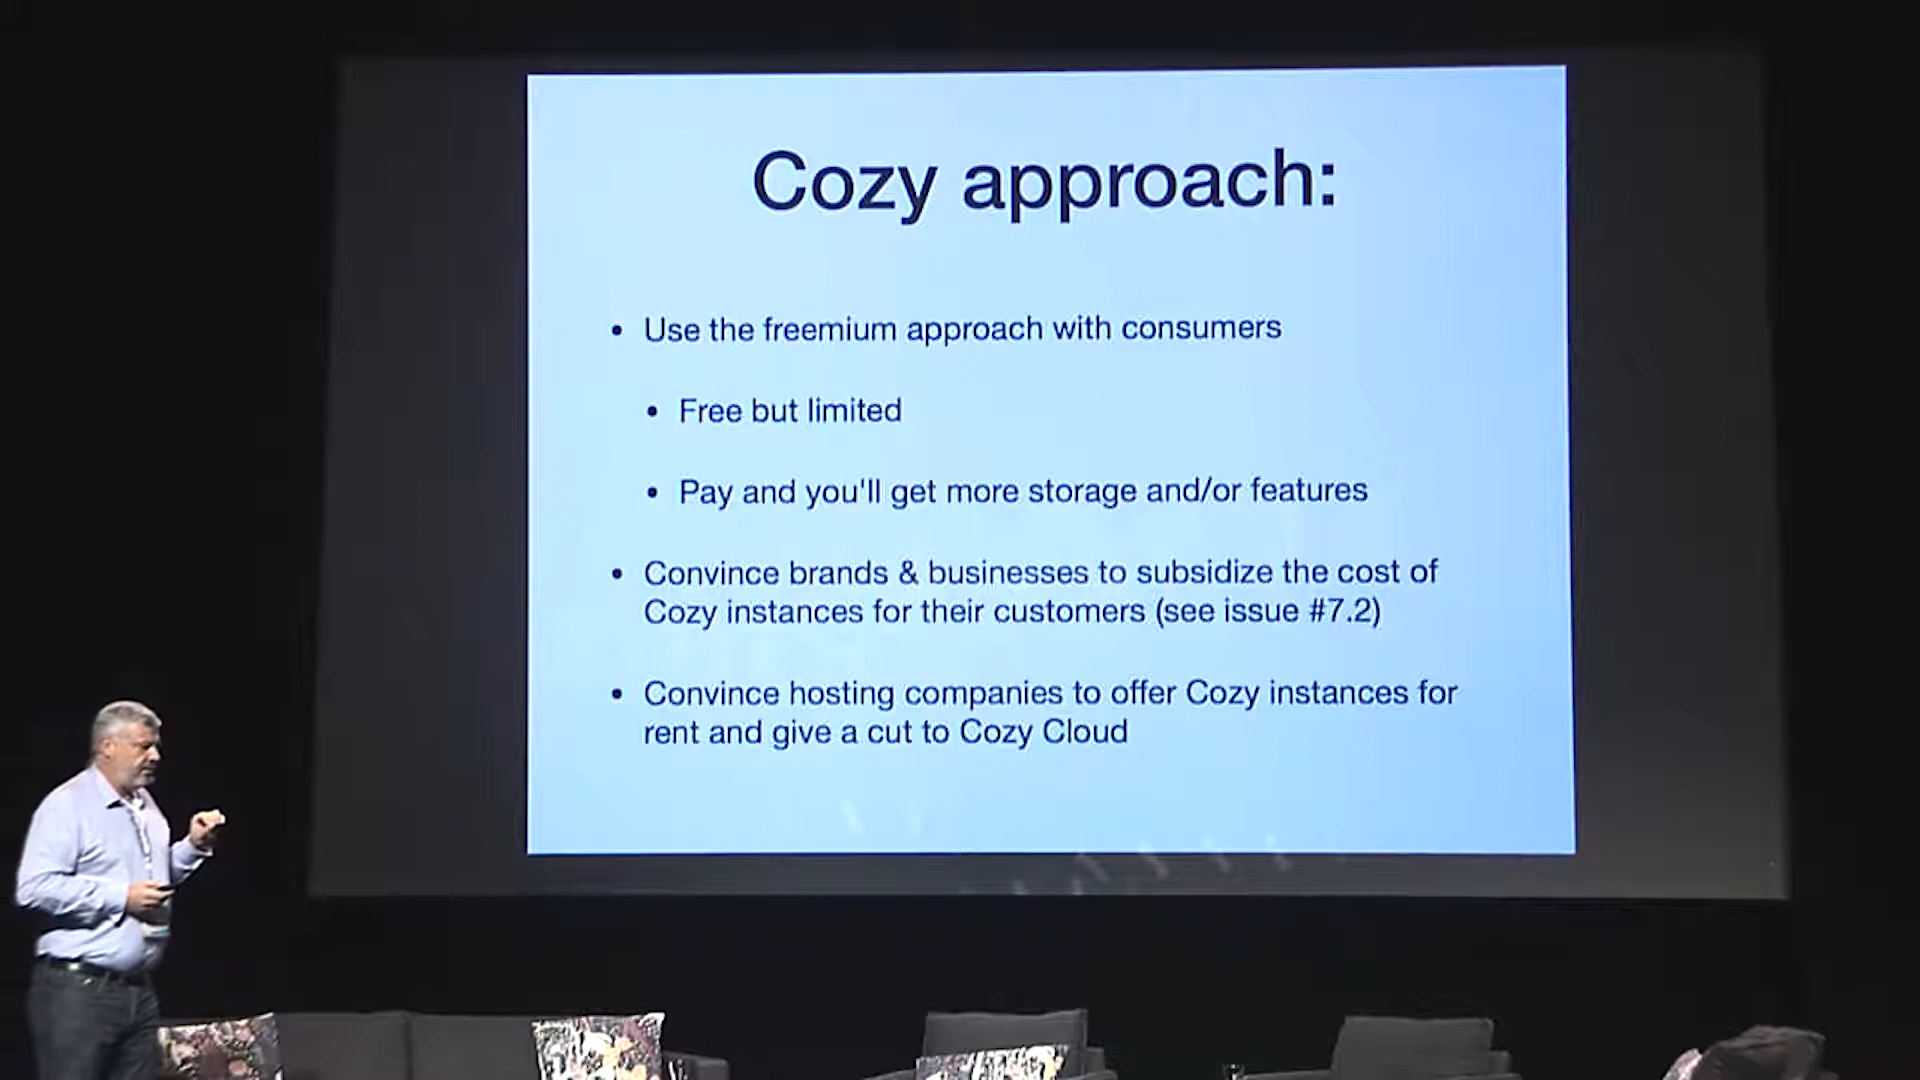 Cozy approach:
• Use the freemium approach with consumers
• Free but limited
• Pay and you'll get more storage and/or features
• Convince brands & businesses to subsidize the cost of
Cozy instances for their customers (see issue #7.2)
• Convince hosting companies to offer Cozy instances for
rent and give a cut to Cozy Cloud